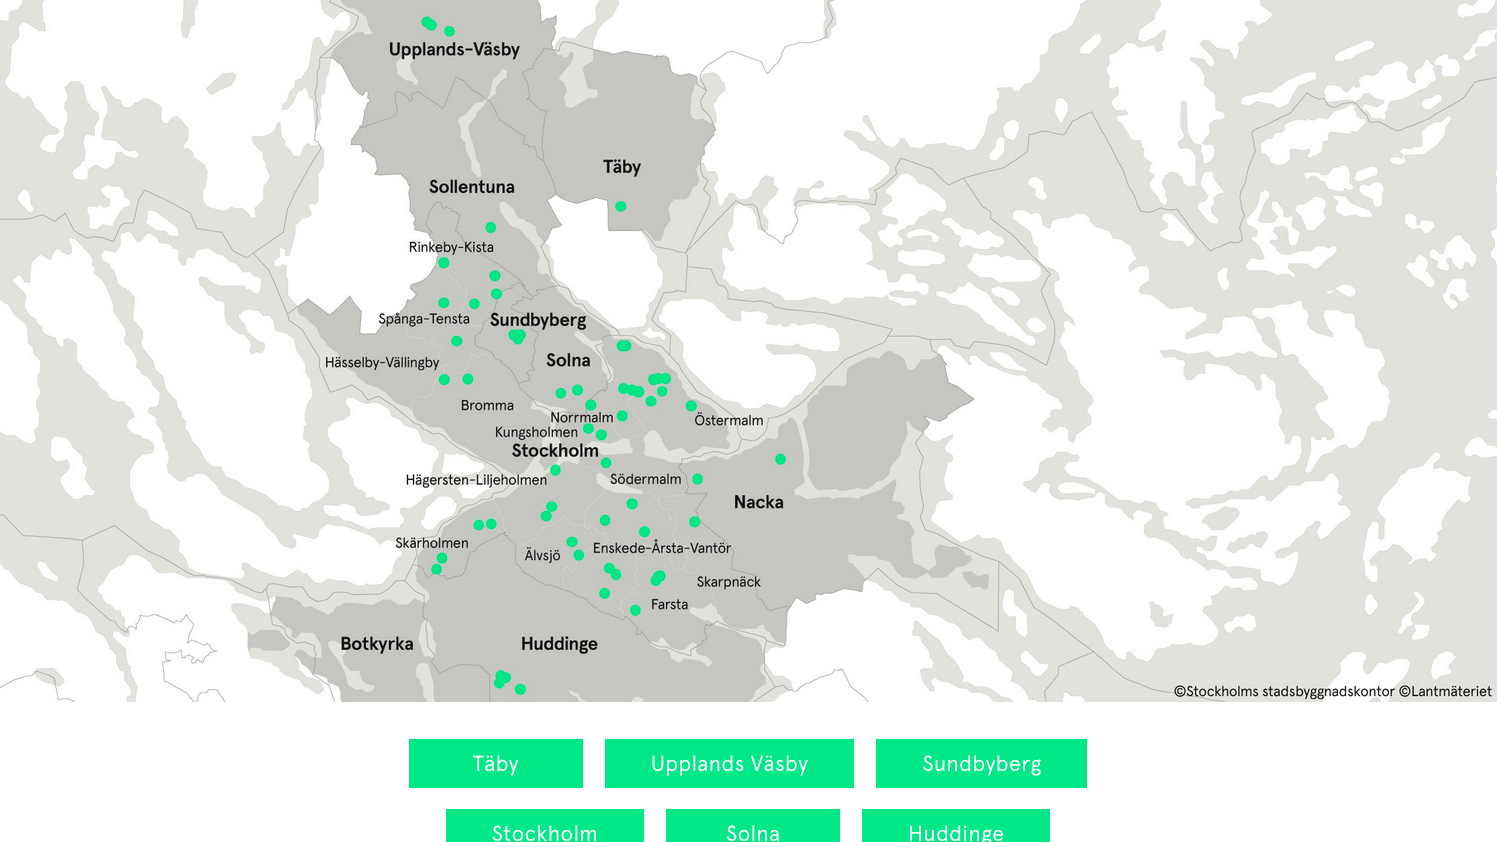 Upplands-Väsby
Täby
Sollentuna
Rinkeby-Kista
Spånga-Tensta
Sundbyberg
Hässelby-Vällingby
Solna
Bromma
Norrmalm
Östermalm
Kungsholmen
Stockholm
Hägersten-Liljeholmen
Södermalm
Nacka
Skärholmen
Älvsjö
Enskede-Årsta-Vantör
Skarpnäck
Farsta
Botkyrka
Huddinge
©Stockholms stadsbyggnadskontor ©Lantmäteriet
Täby
Upplands Väsby
Sundbyberg
Stockholm
Solna
Huddinge